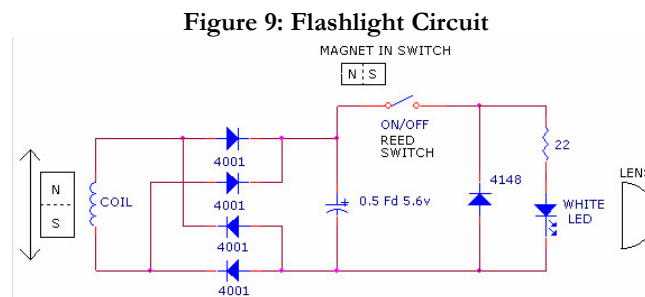 Figure 9: Flashlight Circuit
MAGNET IN SWITCH
N S
ON/OFF
REED
SWITCH
4001
4001
4001
4001
N
S
COIL
+
0.5 Fd 5.6v
4148
22
WHITE
LED
LENS